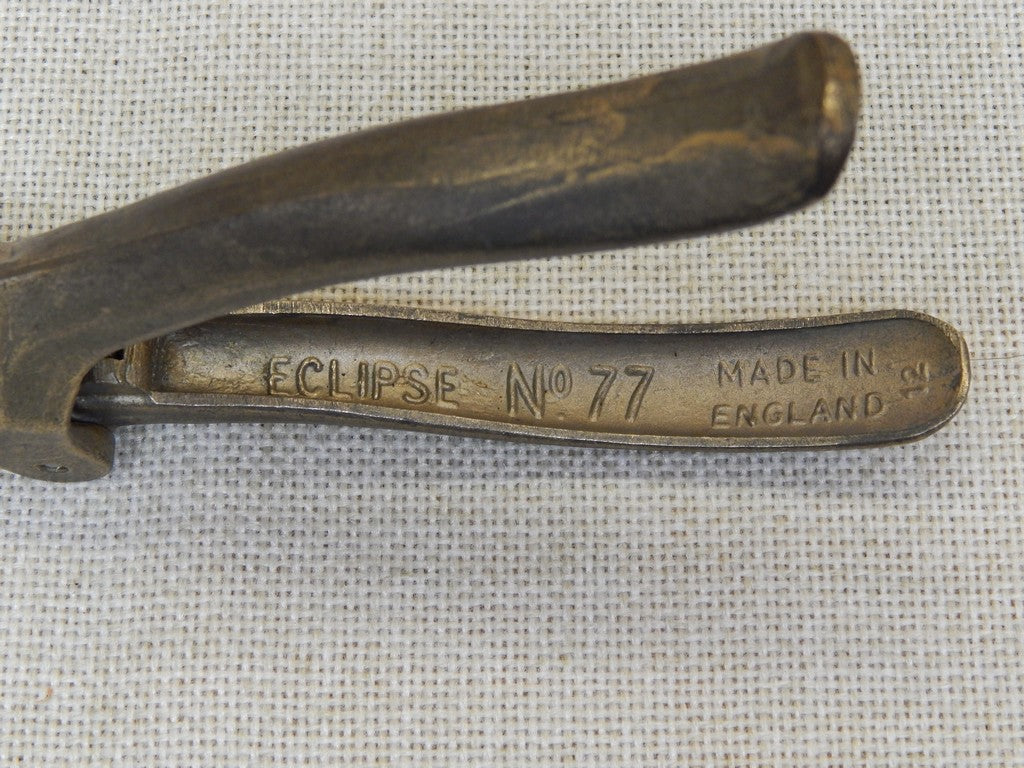 ECLIPSE No 77
MADE IN
ENGLAND
12